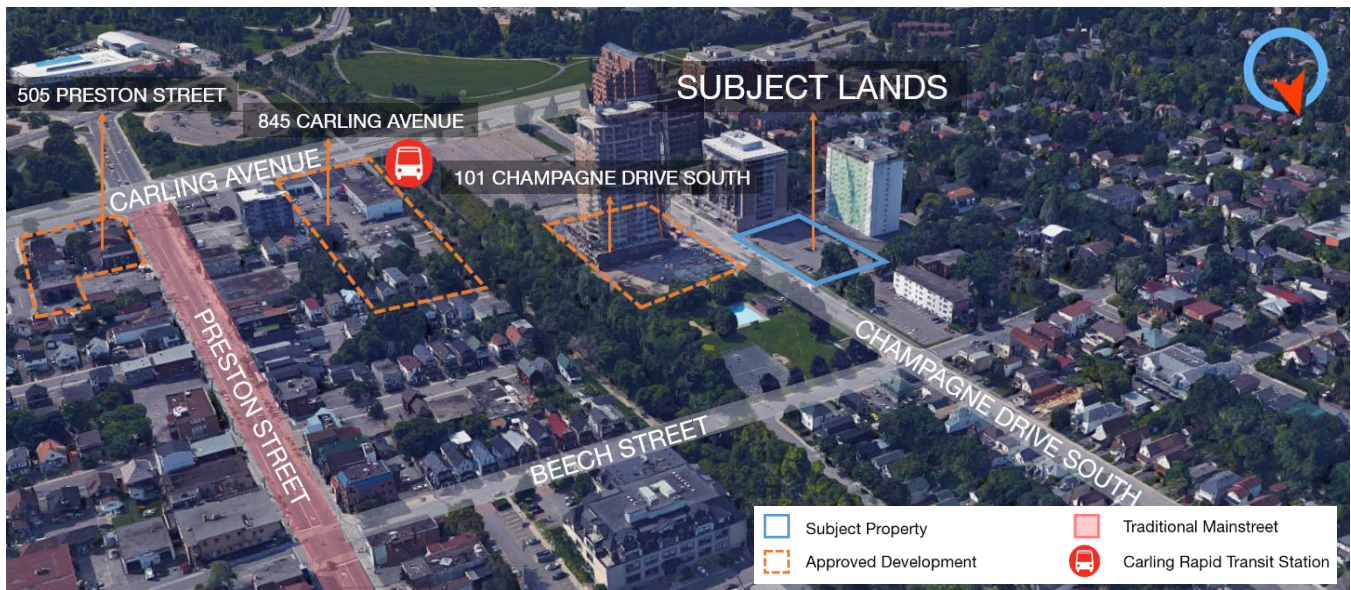 505 PRESTON STREET
845 CARLING AVENUE
SUBJECT LANDS
CARLING AVENUE
101 CHAMPAGNE DRIVE SOUTH
PRESTON STREET
CHAMPAGNE DRIVE SOUTH
BEECH STREET
Subject Property
Traditional Mainstreet
Approved Development
Carling Rapid Transit Station